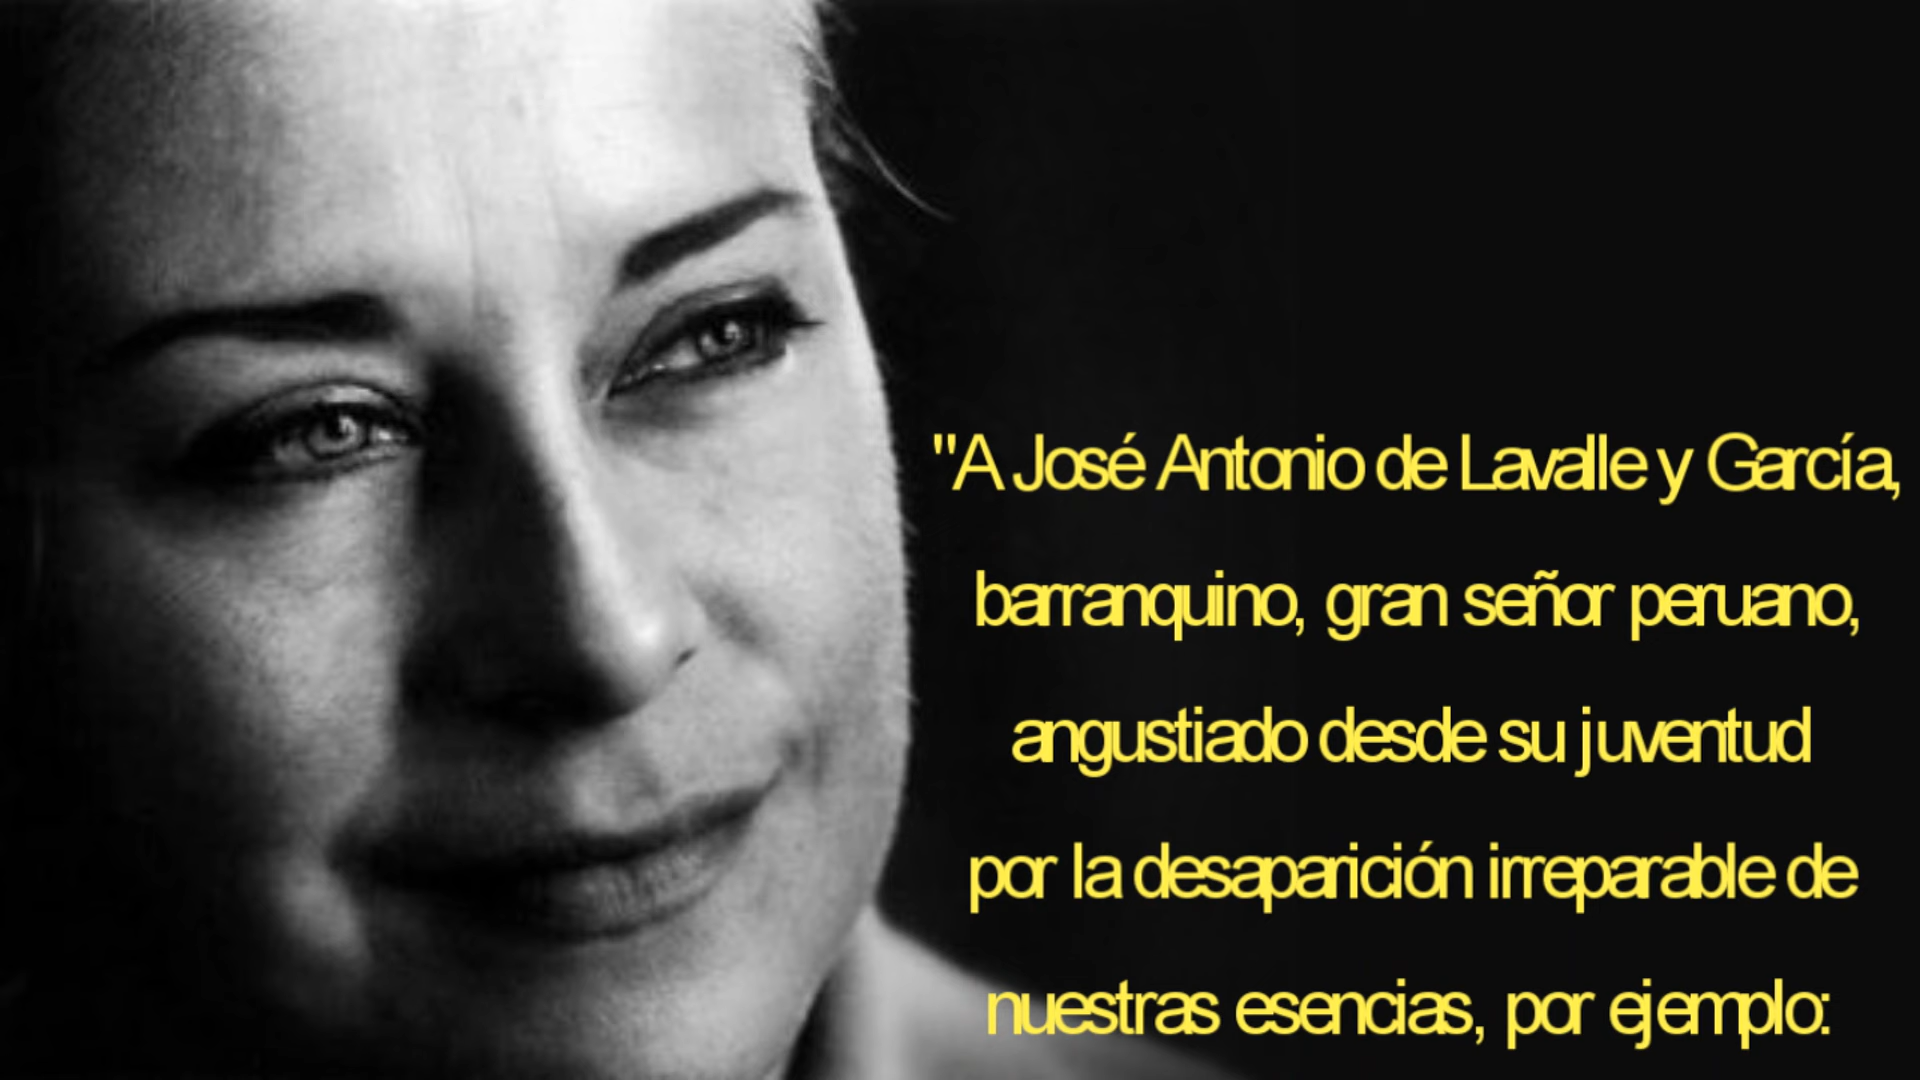 "A José Antonio de Lavalle y García,
barranquino, gran señor peruano,
angustiado desde su juventud
por la desaparición irreparable de
nuestras esencias, por ejemplo: